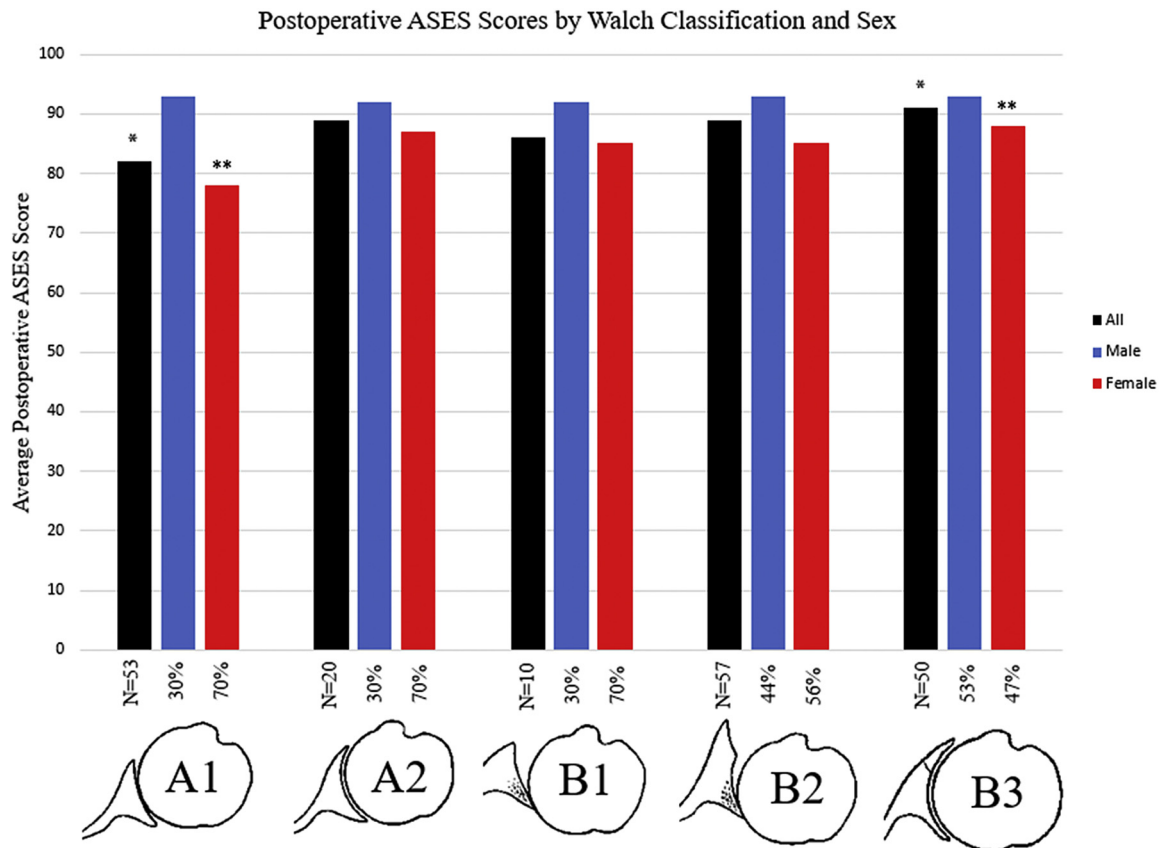 Postoperative ASES Scores by Walch Classification and Sex
Average Postoperative ASES Score
100
90
80
70
60
50
40
30
20
10
0
*
**
*
**
All
Male
Female
N=53 30% 70% N=20 30% 70% N=10 30% 70% N=57 44% 56% N=50 53% 47%
A1 A2 B1 B2 B3